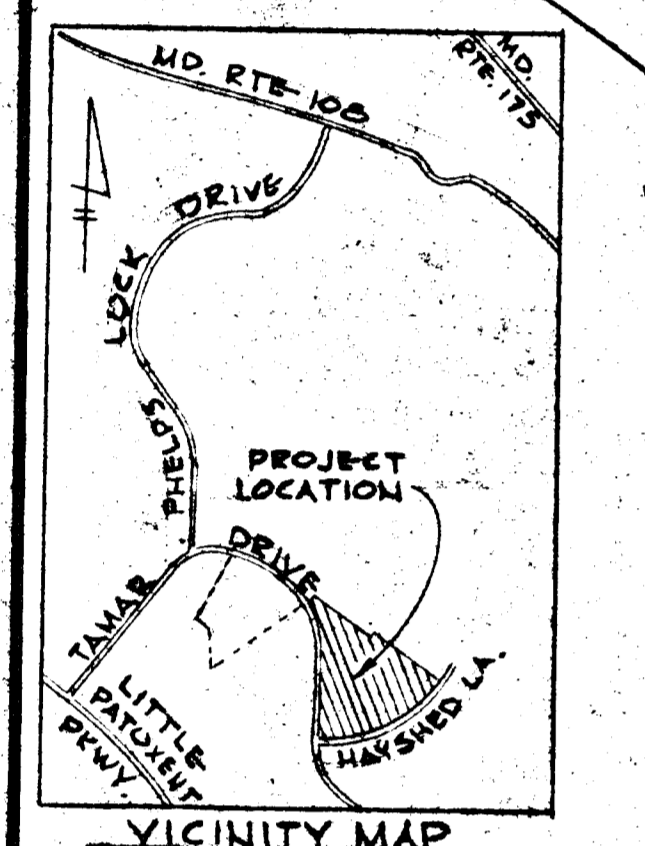 MD. RTE 108
MD.
RTE. 175
DRIVE
LOCK
PHELPS
PROJECT
LOCATION
DRIVE
TAMAR
LITTLE
PATUXENT
PKWY.
HAYSHED LA.
VICINITY MAP